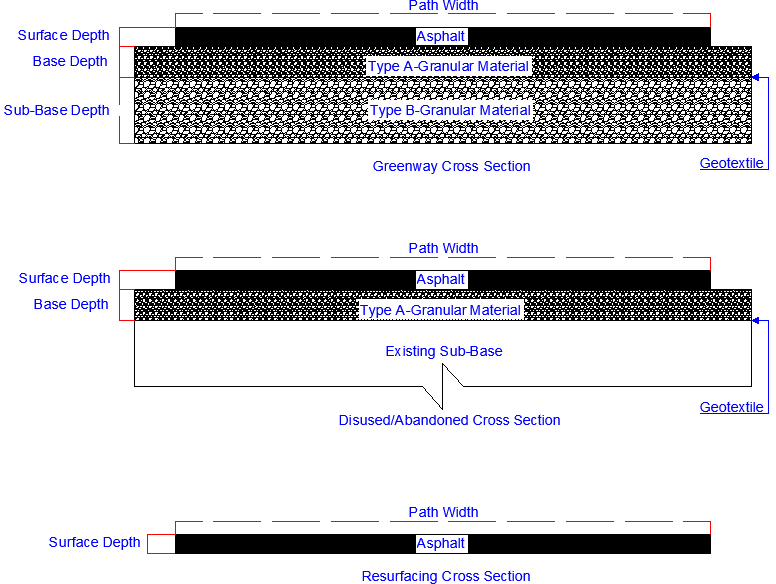 Path Width
Surface Depth
Asphalt
Base Depth
Type A-Granular Material
Sub-Base Depth
Type B-Granular Material
Greenway Cross Section
Geotextile
Path Width
Surface Depth
Asphalt
Base Depth
Type A-Granular Material
Existing Sub-Base
Geotextile
Disused/Abandoned Cross Section
Path Width
Surface Depth
Asphalt
Resurfacing Cross Section